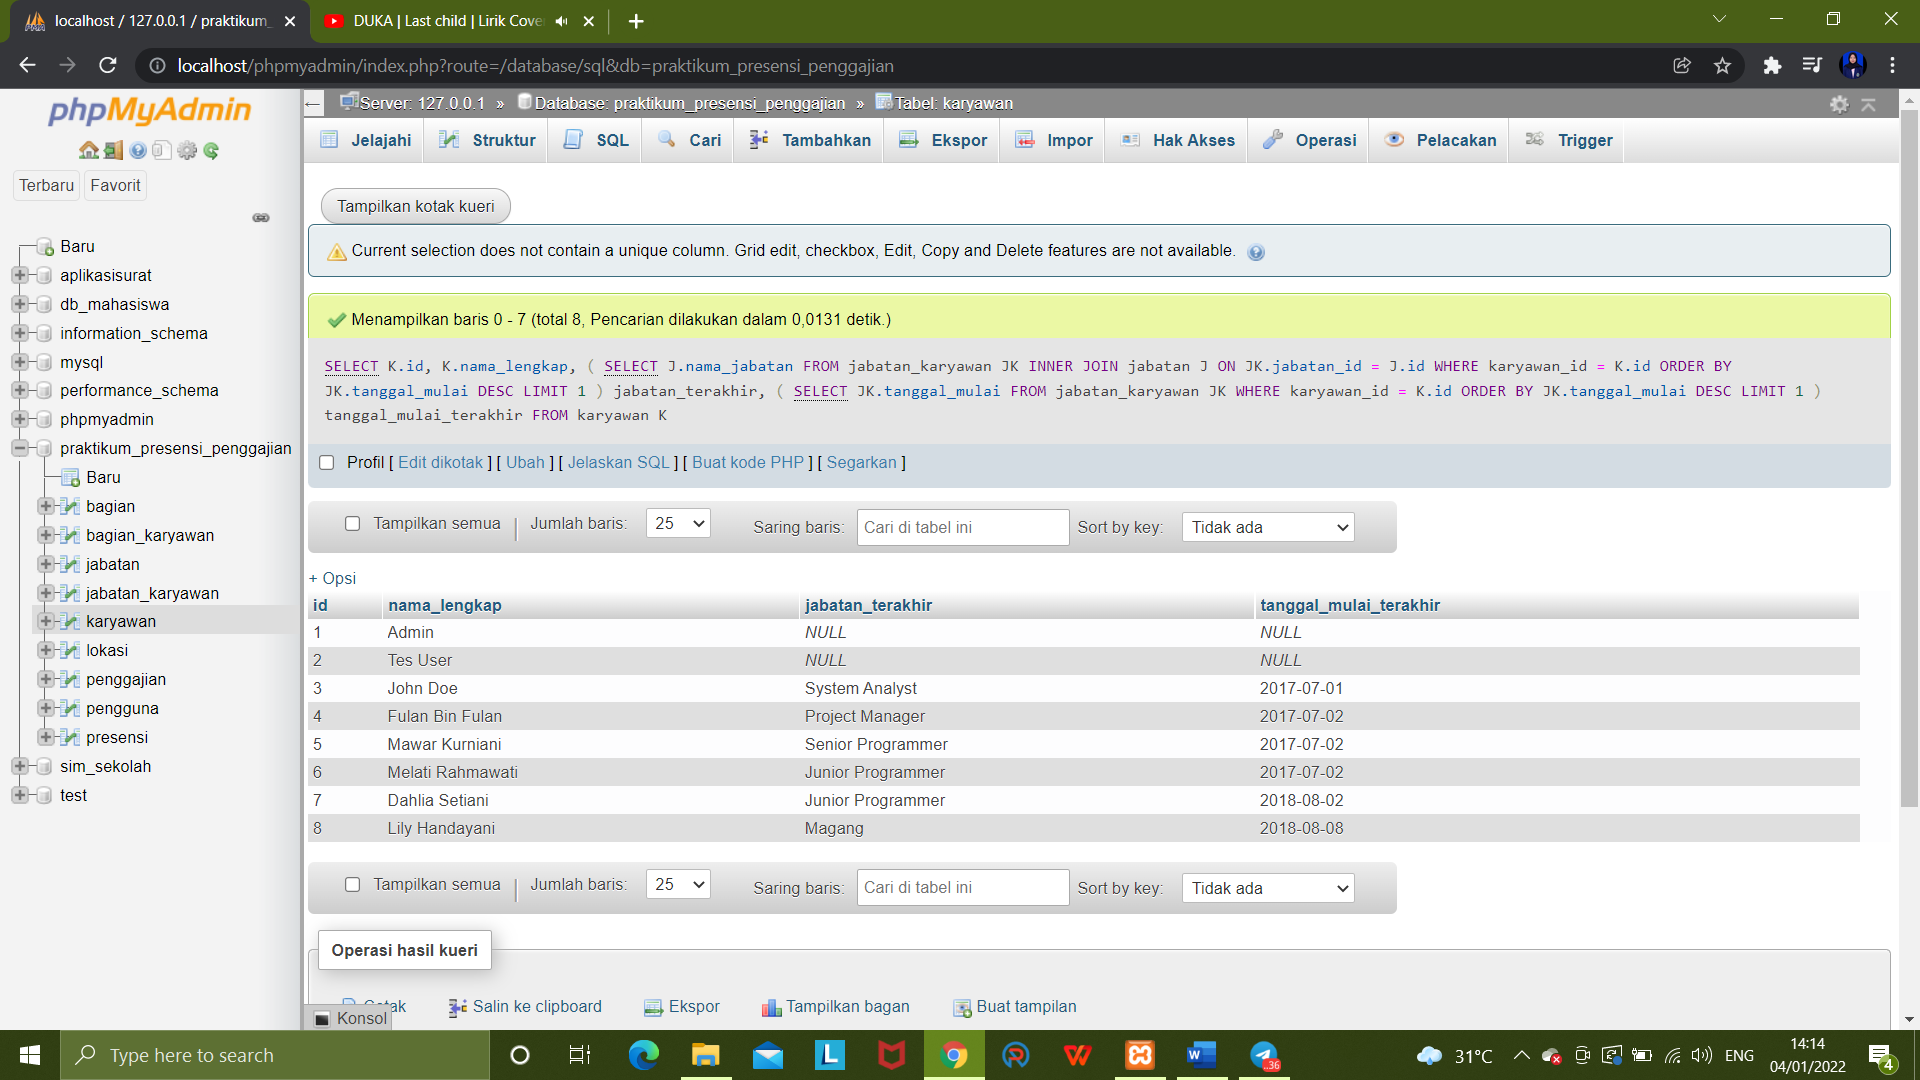 localhost / 127.0.0.1 / praktikum_
DUKA | Last child | Lirik Cove
localhost/phpmyadmin/index.php?route=/database/sql&db=praktikum_presensi_penggajian
phpMyAdmin
Terbaru
Favorit
Baru
aplikasisurat
db_mahasiswa
information_schema
mysql
performance_schema
phpmyadmin
praktikum_presensi_penggajian
Baru
bagian
bagian_karyawan
jabatan
jabatan_karyawan
karyawan
lokasi
penggajian
pengguna
presensi
sim_sekolah
test
Server: 127.0.0.1 » Database: praktikum_presensi_penggajian » Tabel: karyawan
Jelajahi Struktur SQL Cari Tambahkan Ekspor Impor Hak Akses Operasi Pelacakan Trigger
Tampilkan kotak kueri
Current selection does not contain a unique column. Grid edit, checkbox, Edit, Copy and Delete features are not available.
Menampilkan baris 0 - 7 (total 8, Pencarian dilakukan dalam 0,0131 detik.)
SELECT K.id, K.nama_lengkap, ( SELECT J.nama_jabatan FROM jabatan_karyawan JK INNER JOIN jabatan J ON JK.jabatan_id = J.id WHERE karyawan_id = K.id ORDER BY
JK.tanggal_mulai DESC LIMIT 1 ) jabatan_terakhir, ( SELECT JK.tanggal_mulai FROM jabatan_karyawan JK WHERE karyawan_id = K.id ORDER BY JK.tanggal_mulai DESC LIMIT 1 )
tanggal_mulai_terakhir FROM karyawan K
Profil [ Edit dikotak ] [ Ubah ] [ Jelaskan SQL ] [ Buat kode PHP ] [ Segarkan ]
Tampilkan semua | Jumlah baris: 25 Saring baris: Cari di tabel ini Sort by key: Tidak ada
+ Opsi
id nama_lengkap jabatan_terakhir tanggal_mulai_terakhir
1 Admin NULL NULL
2 Tes User NULL NULL
3 John Doe System Analyst 2017-07-01
4 Fulan Bin Fulan Project Manager 2017-07-02
5 Mawar Kurniani Senior Programmer 2017-07-02
6 Melati Rahmawati Junior Programmer 2017-07-02
7 Dahlia Setiani Junior Programmer 2018-08-02
8 Lily Handayani Magang 2018-08-08
Tampilkan semua | Jumlah baris: 25 Saring baris: Cari di tabel ini Sort by key: Tidak ada
Operasi hasil kueri
Cetak Salin ke clipboard Ekspor Tampilkan bagan Buat tampilan
Konsol
Type here to search
..36
31°C
ENG
14:14
04/01/2022
4